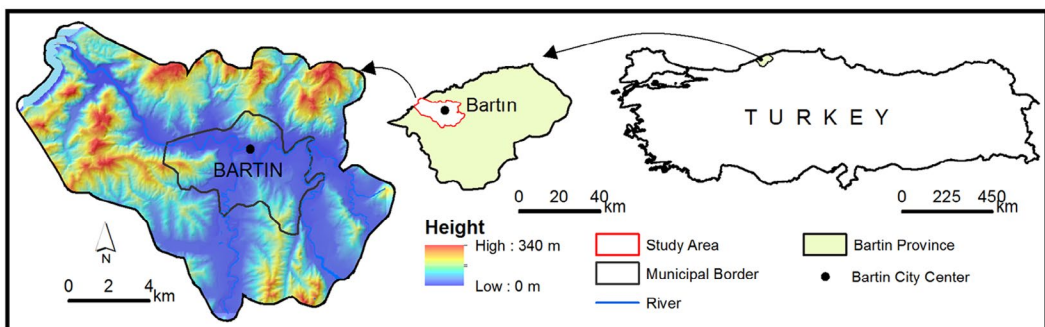 BARTIN
N
0 2 4
km
Bartın
0 20 40
km
TURKEY
0 225 450
km
Height
High : 340 m
Low : 0 m
Study Area
Municipal Border
River
Bartin Province
Bartin City Center